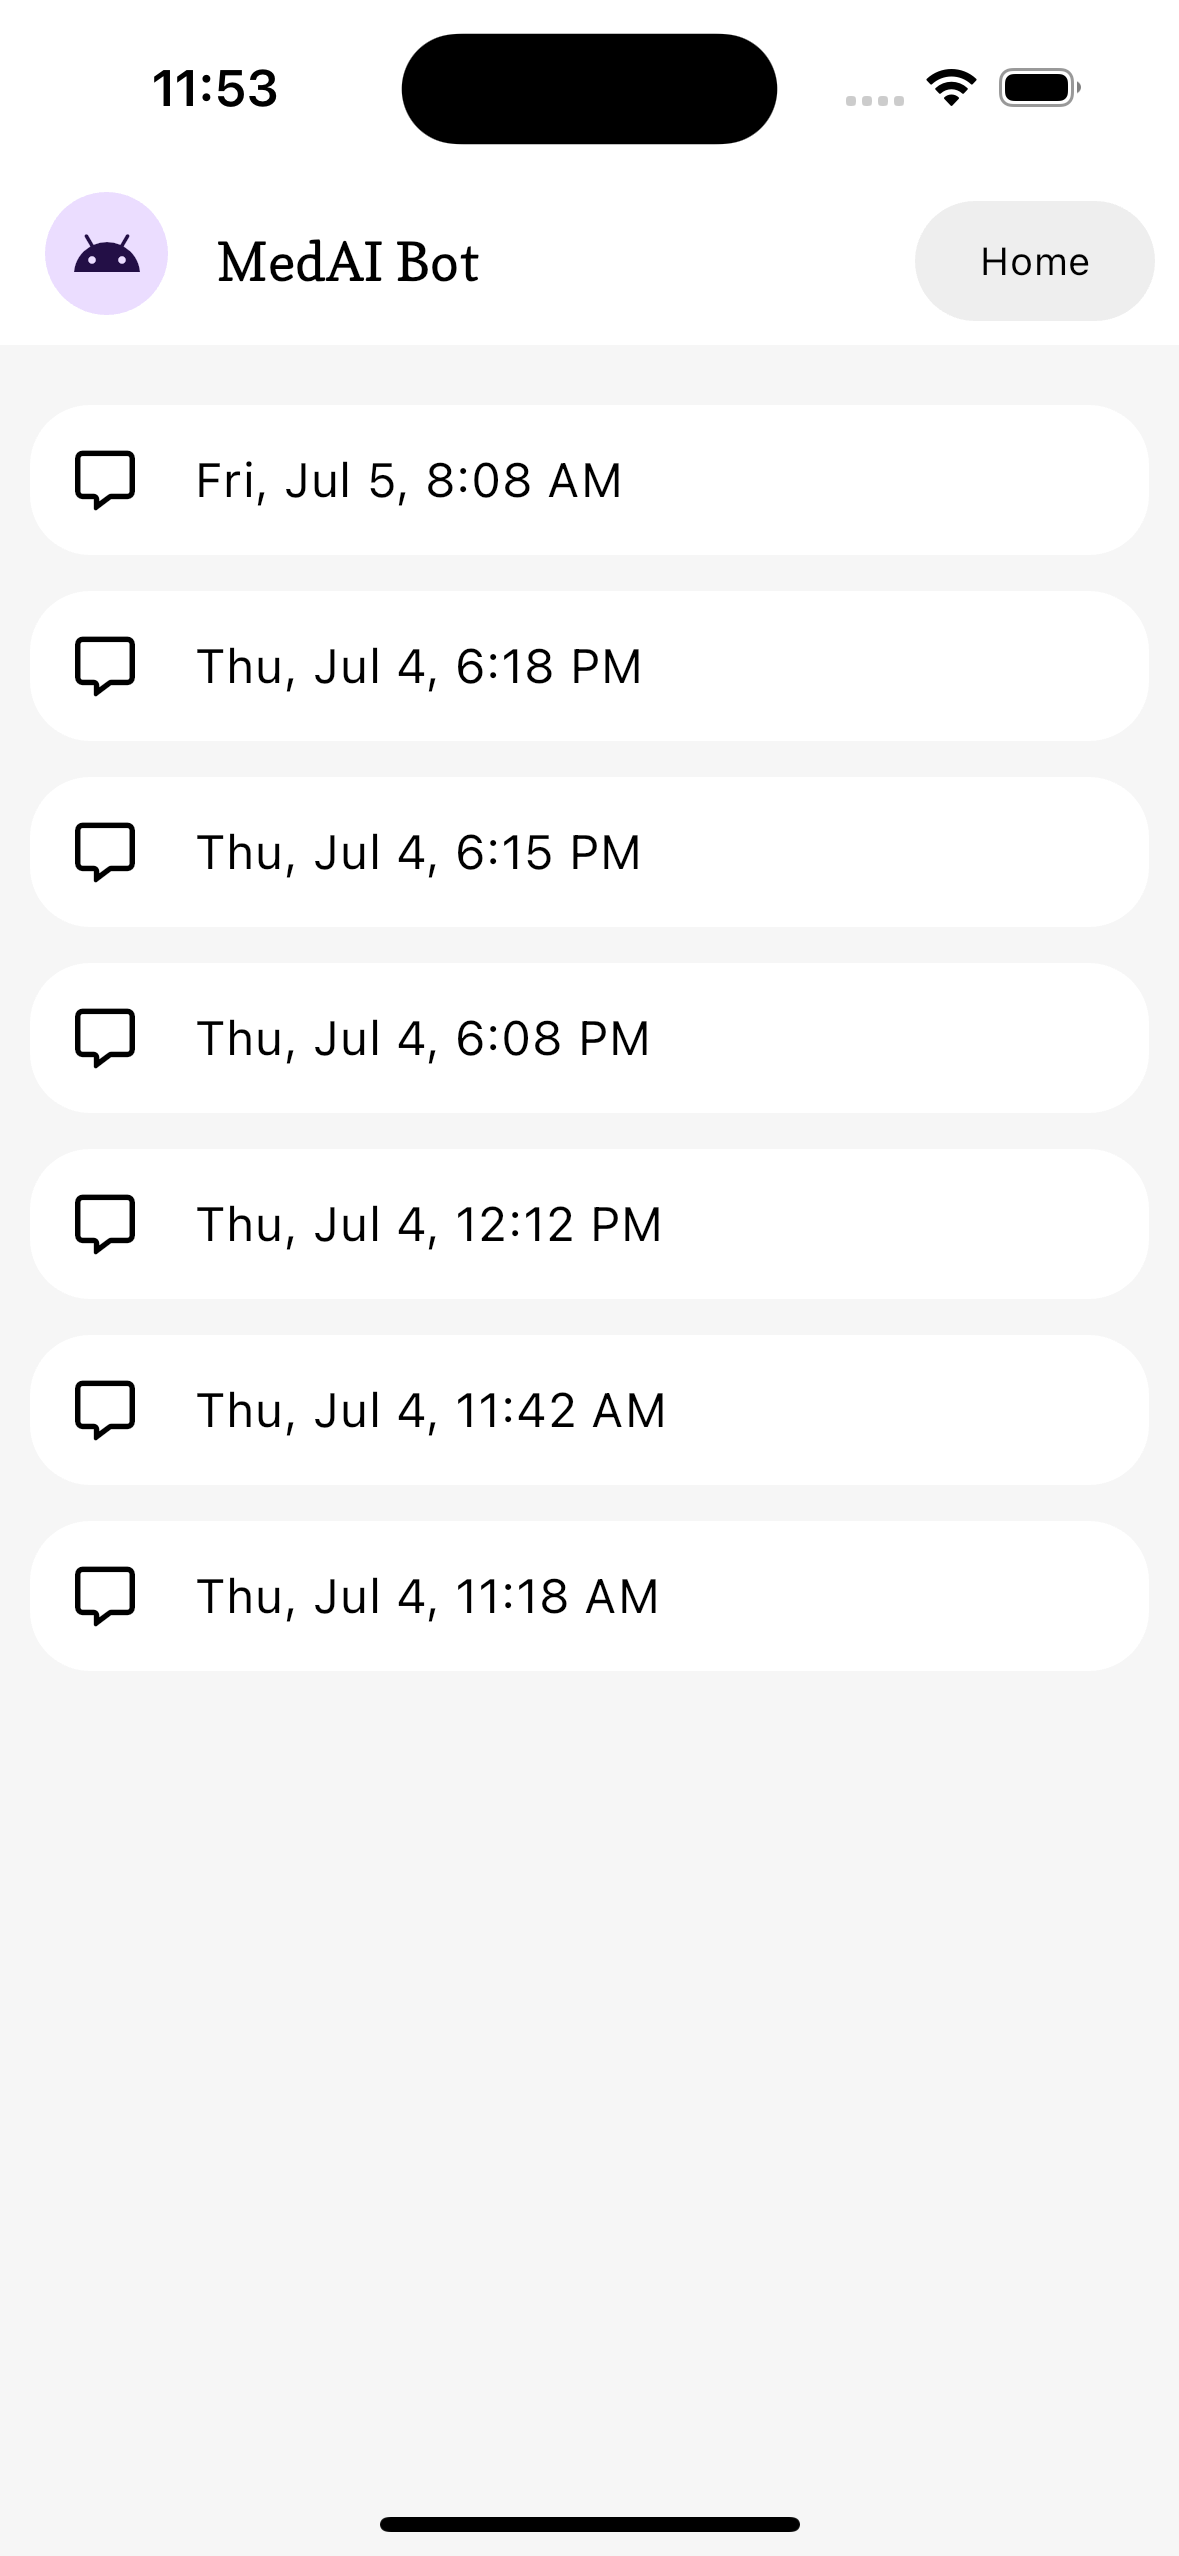 11:53
MedAI Bot
Home
Fri, Jul 5, 8:08 AM
Thu, Jul 4, 6:18 PM
Thu, Jul 4, 6:15 PM
Thu, Jul 4, 6:08 PM
Thu, Jul 4, 12:12 PM
Thu, Jul 4, 11:42 AM
Thu, Jul 4, 11:18 AM